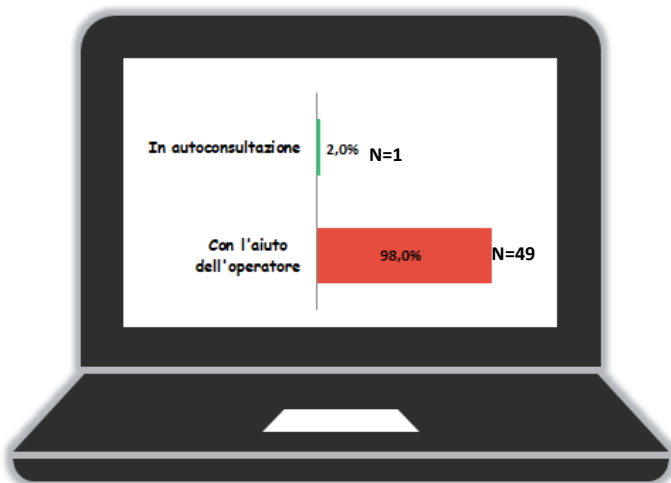 In autoconsultazione
2,0% N=1
Con l'aiuto
dell'operatore
98,0% N=49